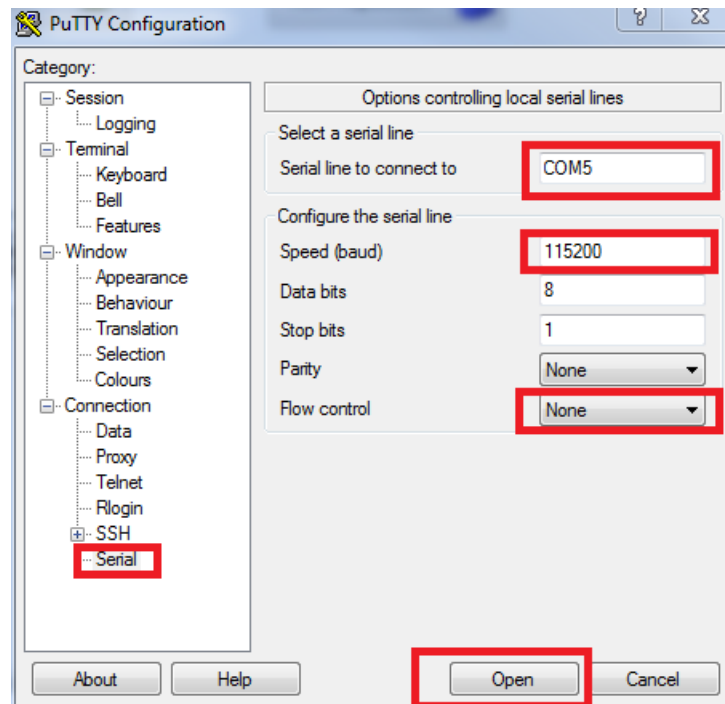 PuTTY Configuration
Category:
Session
Logging
Terminal
Keyboard
Bell
Features
Window
Appearance
Behaviour
Translation
Selection
Colours
Connection
Data
Proxy
Telnet
Rlogin
SSH
Serial
Options controlling local serial lines
Select a serial line
Serial line to connect to COM5
Configure the serial line
Speed (baud) 115200
Data bits 8
Stop bits 1
Parity None
Flow control None
About Help Open Cancel